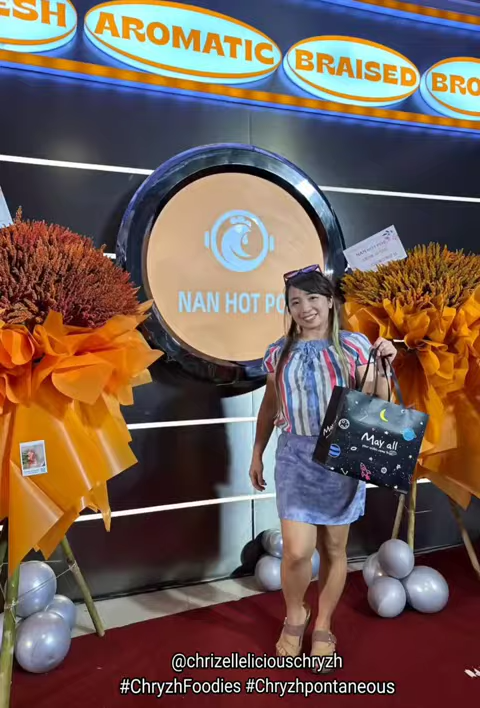 ESH
AROMATIC
BRAISED
BRO
NAN HOT PO
May all
@chrizelleliciouschryzh
#ChryzhFoodies #Chryzhpontaneous